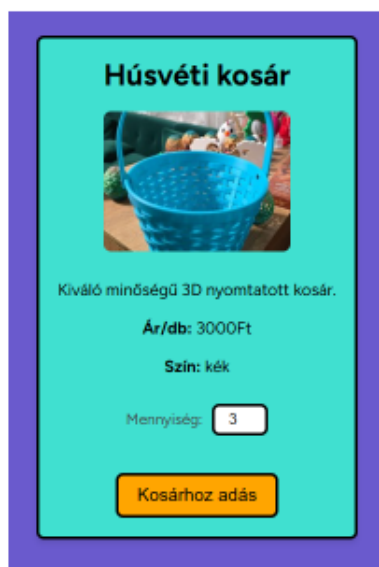 Húsvéti kosár
Kiváló minőségű 3D nyomtatott kosár.
Ár/db: 3000Ft
Szín: kék
Mennyiség: 3
Kosárhoz adás